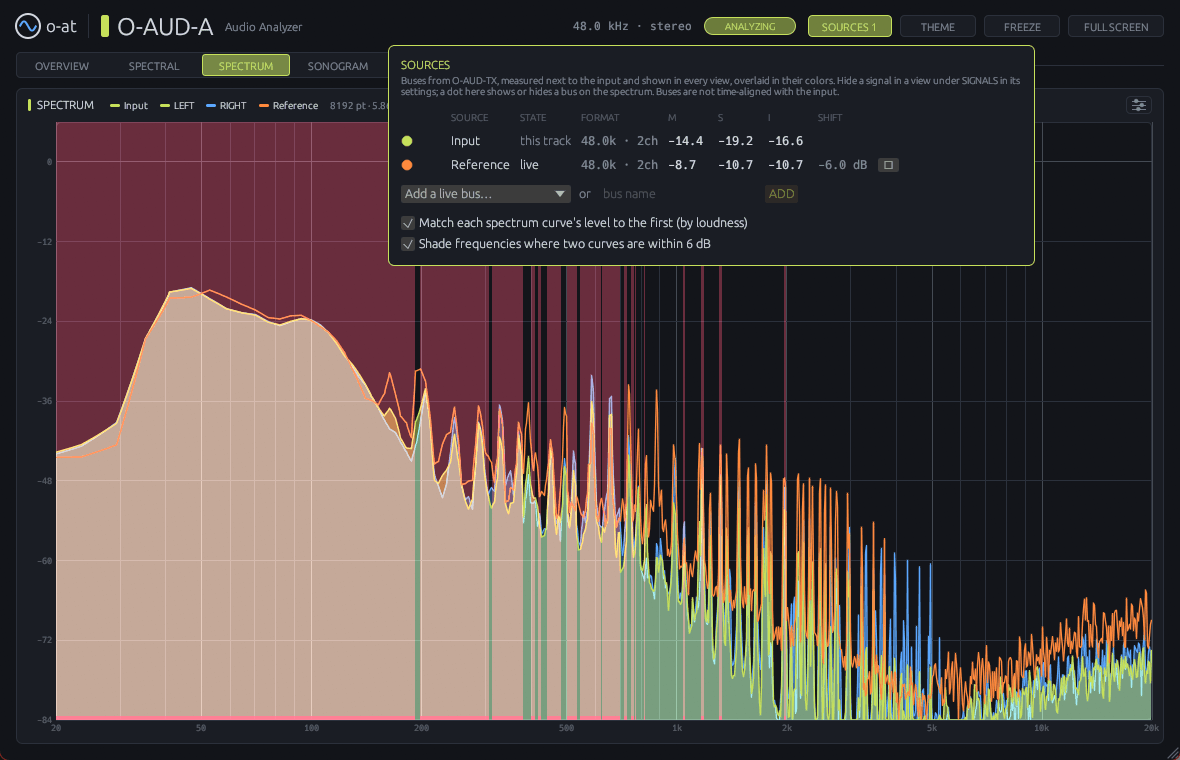 o-at
O-AUD-A
Audio Analyzer
48.0 kHz · stereo
ANALYZING
SOURCES 1
THEME
FREEZE
FULL SCREEN
OVERVIEW
SPECTRAL
SPECTRUM
SONOGRAM
SOURCES
Buses from O-AUD-TX, measured next to the input and shown in every view, overlaid in their colors. Hide a signal in a view under SIGNALS in its
settings; a dot here shows or hides a bus on the spectrum. Buses are not time-aligned with the input.
SOURCE STATE FORMAT M S I SHIFT
Input this track 48.0k · 2ch -14.4 -19.2 -16.6
Reference live 48.0k · 2ch -8.7 -10.7 -10.7 -6.0 dB
Add a live bus... or bus name ADD
Match each spectrum curve's level to the first (by loudness)
Shade frequencies where two curves are within 6 dB
SPECTRUM Input LEFT RIGHT Reference 8192 pt · 5.8
0
-12
-24
-36
-48
-60
-72
-84
20 50 100 200 500 1k 2k 5k 10k 20k